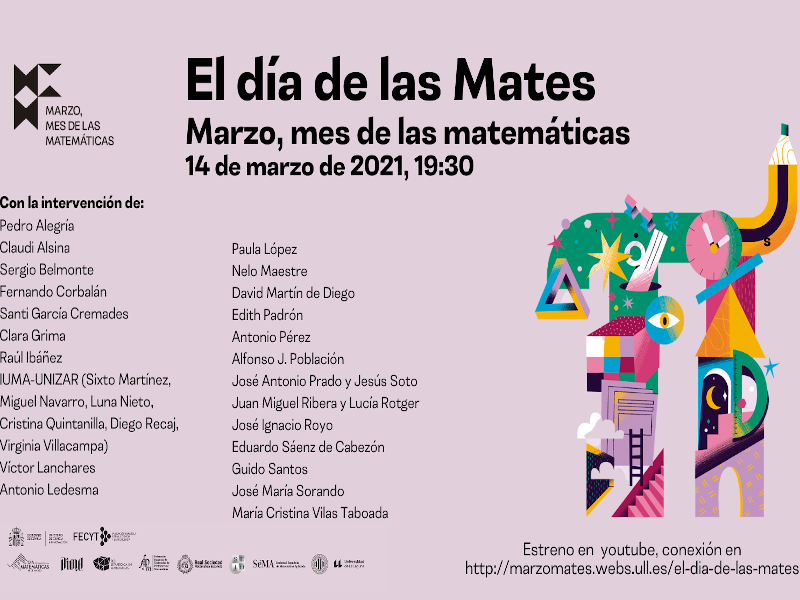 El día de las Mates
Marzo, mes de las matemáticas
14 de marzo de 2021, 19:30
MARZO,
MES DE LAS
MATEMÁTICAS
Con la intervención de:
Pedro Alegría
Claudi Alsina
Sergio Belmonte
Fernando Corbalán
Santi García Cremades
Clara Grima
Raúl Ibáñez
IUMA-UNIZAR (Sixto Martínez,
Miguel Navarro, Luna Nieto,
Cristina Quintanilla, Diego Recaj,
Virginia Villacampa)
Víctor Lanchares
Antonio Ledesma
Paula López
Nelo Maestre
David Martín de Diego
Edith Padrón
Antonio Pérez
Alfonso J. Población
José Antonio Prado y Jesús Soto
Juan Miguel Ribera y Lucía Rotger
José Ignacio Royo
Eduardo Sáenz de Cabezón
Guido Santos
José María Sorando
María Cristina Vilas Taboada
s
FECYT
Real Sociedad
SēMA
Estreno en youtube, conexión en
http://marzomates.webs.ull.es/el-dia-de-las-mates